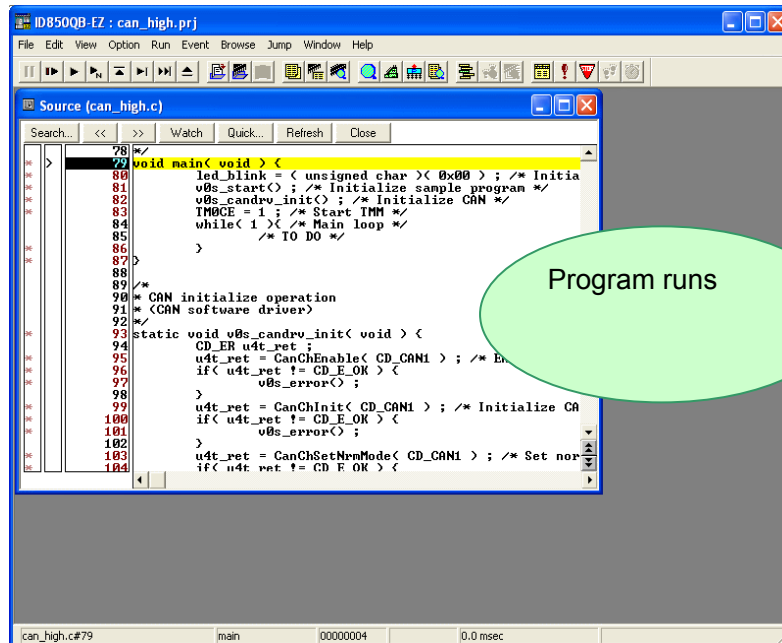 ID850QB-EZ : can_high.prj
File Edit View Option Run Event Browse Jump Window Help
Source (can_high.c)
Search... << >> Watch Quick... Refresh Close
78 */
79 void main( void ) {
80 led_blink = ( unsigned char )( 0x00 ) ; /* Initia
81 v0s_start() ; /* Initialize sample program */
82 v0s_candrv_init() ; /* Initialize CAN */
83 TM0CE = 1 ; /* Start TMM */
84 while( 1 ){ /* Main loop */
85 /* TO DO */
86 }
87 }
88
89 /*
90 * CAN initialize operation
91 * (CAN software driver)
92 */
93 static void v0s_candrv_init( void ) {
94 CD_ER u4t_ret ;
95 u4t_ret = CanChEnable( CD_CAN1 ) ; /* E
96 if( u4t_ret != CD_E_OK ) {
97 v0s_error() ;
98 }
99 u4t_ret = CanChInit( CD_CAN1 ) ; /* Initialize CA
100 if( u4t_ret != CD_E_OK ) {
101 v0s_error() ;
102 }
103 u4t_ret = CanChSetNrmMode( CD_CAN1 ) ; /* Set nor
104 if( u4t_ret != CD_E_OK ) {
Program runs
can_high.c#79 main 00000004 0.0 msec